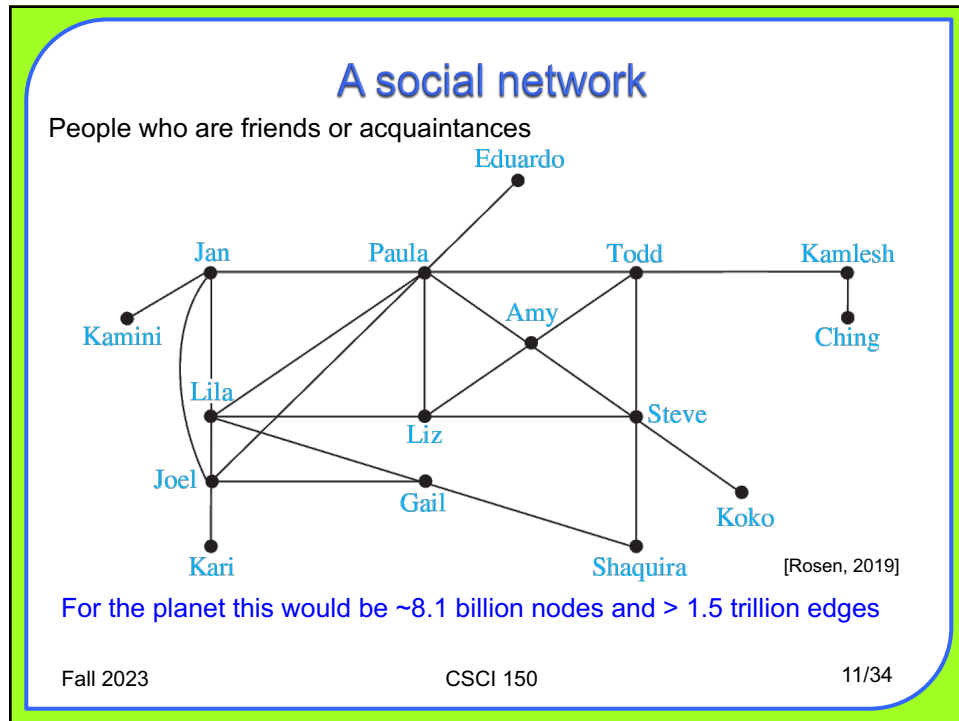 A social network
People who are friends or acquaintances
Eduardo
Jan
Paula
Todd
Kamlesh
Amy
Kamini
Ching
Lila
Liz
Steve
Joel
Gail
Koko
Kari
Shaquira
[Rosen, 2019]
For the planet this would be ~8.1 billion nodes and > 1.5 trillion edges
Fall 2023
CSCI 150
11/34